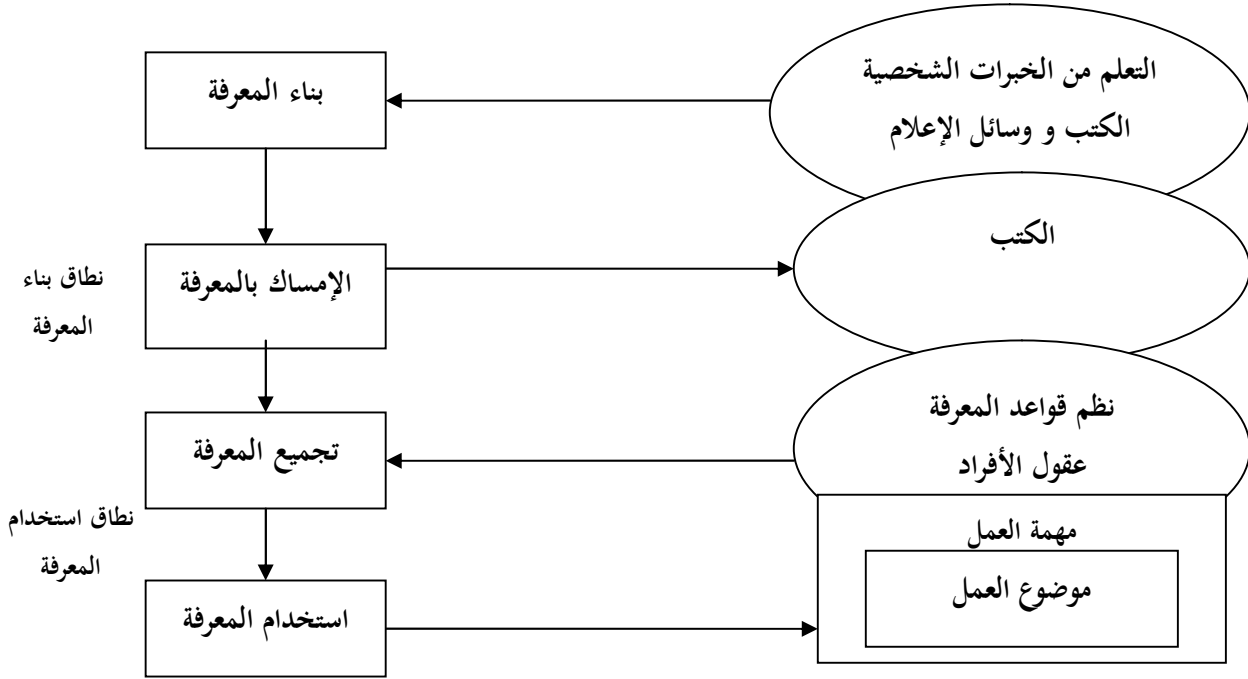 التعلم من الخبرات الشخصية
الكتب و وسائل الإعلام
بناء المعرفة
الكتب
الإمساك بالمعرفة
نطاق بناء
المعرفة
نظم قواعد المعرفة
عقول الأفراد
تجميع المعرفة
نطاق استخدام
المعرفة
مهمة العمل
موضوع العمل
استخدام المعرفة